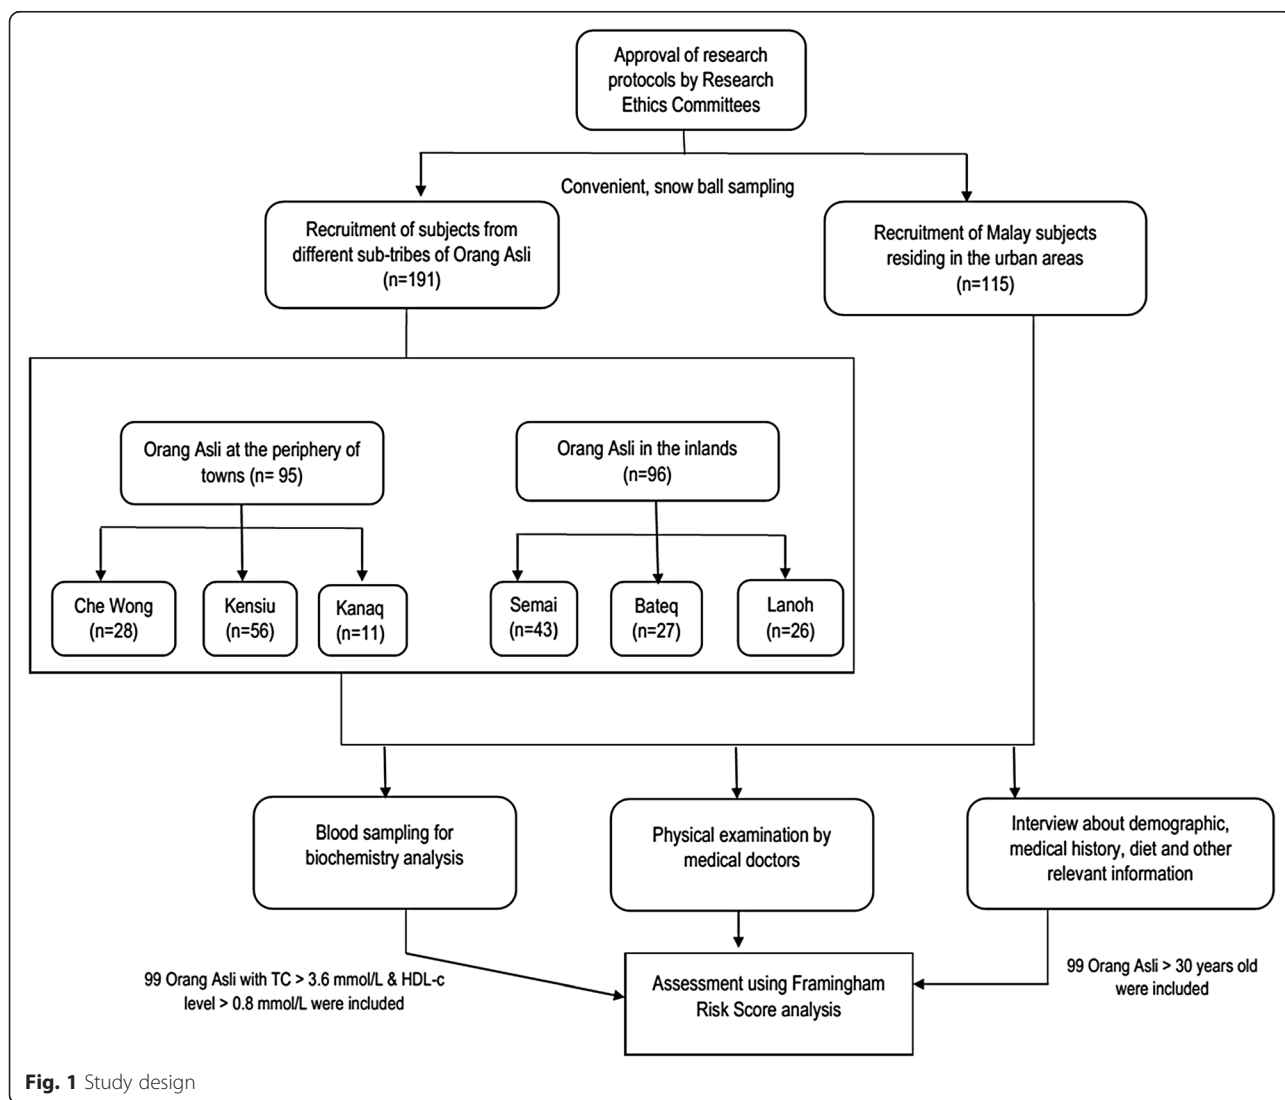 Approval of research
protocols by Research
Ethics Committees
Convenient, snow ball sampling
Recruitment of subjects from
different sub-tribes of Orang Asli
(n=191)
Recruitment of Malay subjects
residing in the urban areas
(n=115)
Orang Asli at the periphery of
towns (n= 95)
Orang Asli in the inlands
(n=96)
Che Wong
(n=28)
Kensiu
(n=56)
Kanaq
(n=11)
Semai
(n=43)
Bateq
(n=27)
Lanoh
(n=26)
Blood sampling for
biochemistry analysis
Physical examination by
medical doctors
Interview about demographic,
medical history, diet and other
relevant information
99 Orang Asli with TC > 3.6 mmol/L & HDL-c
level > 0.8 mmol/L were included
Assessment using Framingham
Risk Score analysis
99 Orang Asli > 30 years old
were included
Fig. 1 Study design